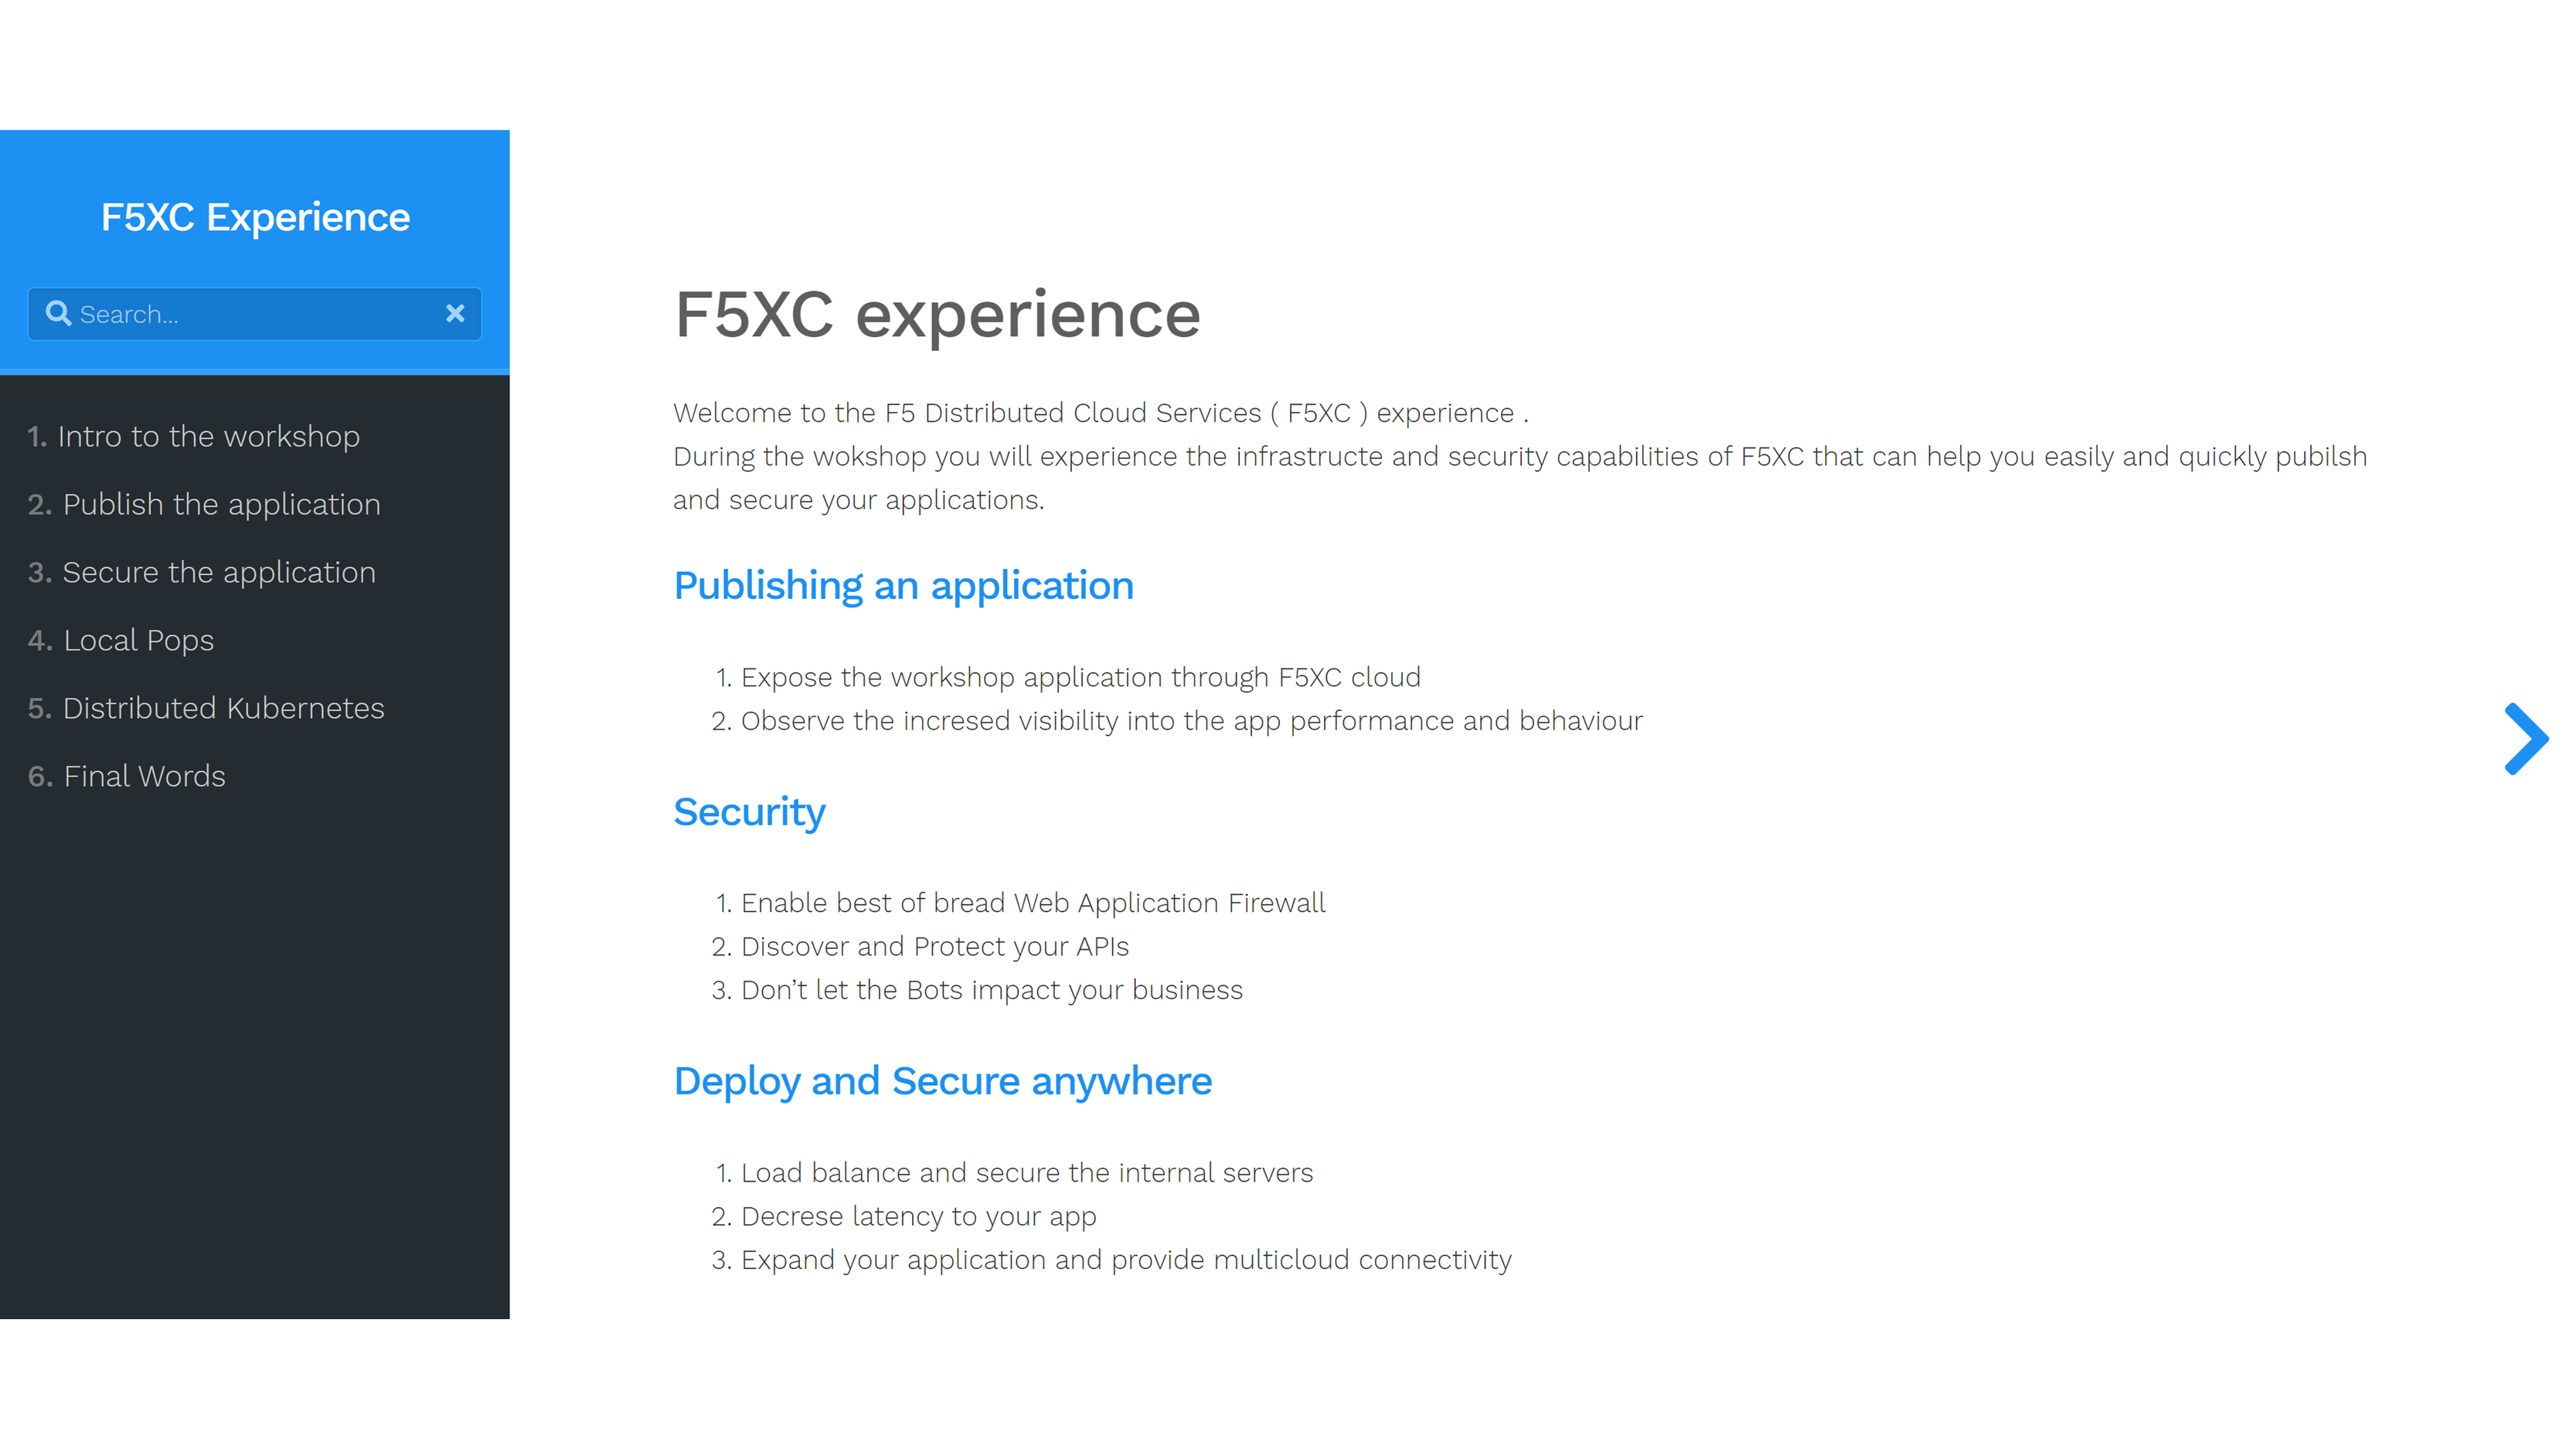 F5XC Experience
Search...
1. Intro to the workshop
2. Publish the application
3. Secure the application
4. Local Pops
5. Distributed Kubernetes
6. Final Words
F5XC experience
Welcome to the F5 Distributed Cloud Services ( F5XC ) experience .
During the wokshop you will experience the infrastructe and security capabilities of F5XC that can help you easily and quickly pubilsh
and secure your applications.
Publishing an application
1. Expose the workshop application through F5XC cloud
2. Observe the incresed visibility into the app performance and behaviour
Security
1. Enable best of bread Web Application Firewall
2. Discover and Protect your APIs
3. Don’t let the Bots impact your business
Deploy and Secure anywhere
1. Load balance and secure the internal servers
2. Decrese latency to your app
3. Expand your application and provide multicloud connectivity